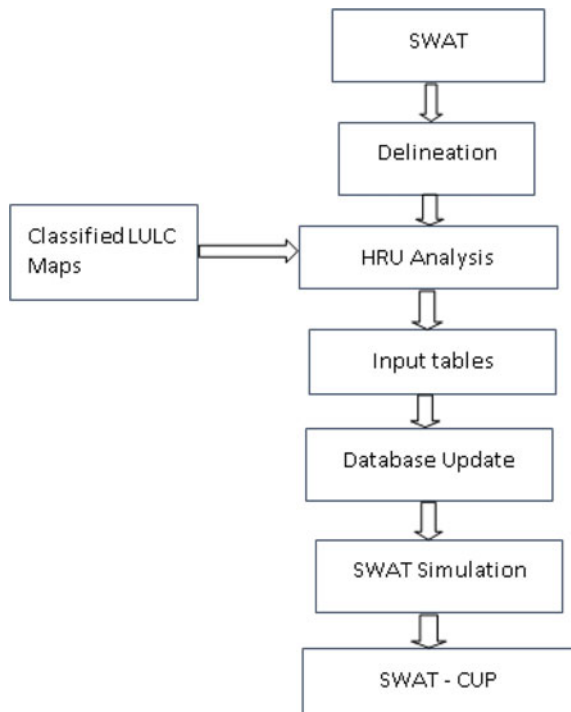 SWAT
Delineation
Classified LULC
Maps
HRU Analysis
Input tables
Database Update
SWAT Simulation
SWAT - CUP